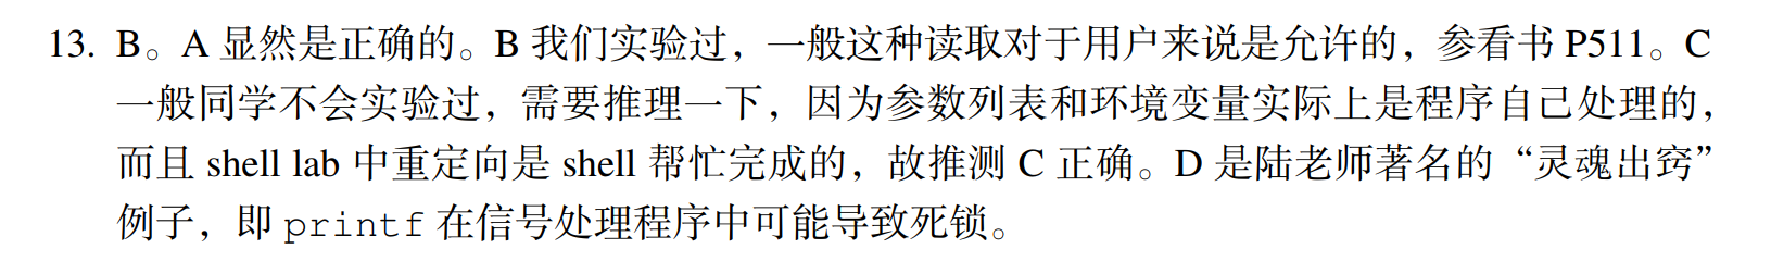 13. B。A 显然是正确的。B 我们实验过，一般这种读取对于用户来说是允许的，参看书 P511。C
一般同学不会实验过，需要推理一下，因为参数列表和环境变量实际上是程序自己处理的，
而且 shell lab 中重定向是 shell 帮忙完成的，故推测 C 正确。D 是陆老师著名的“灵魂出窍”
例子，即 printf 在信号处理程序中可能导致死锁。